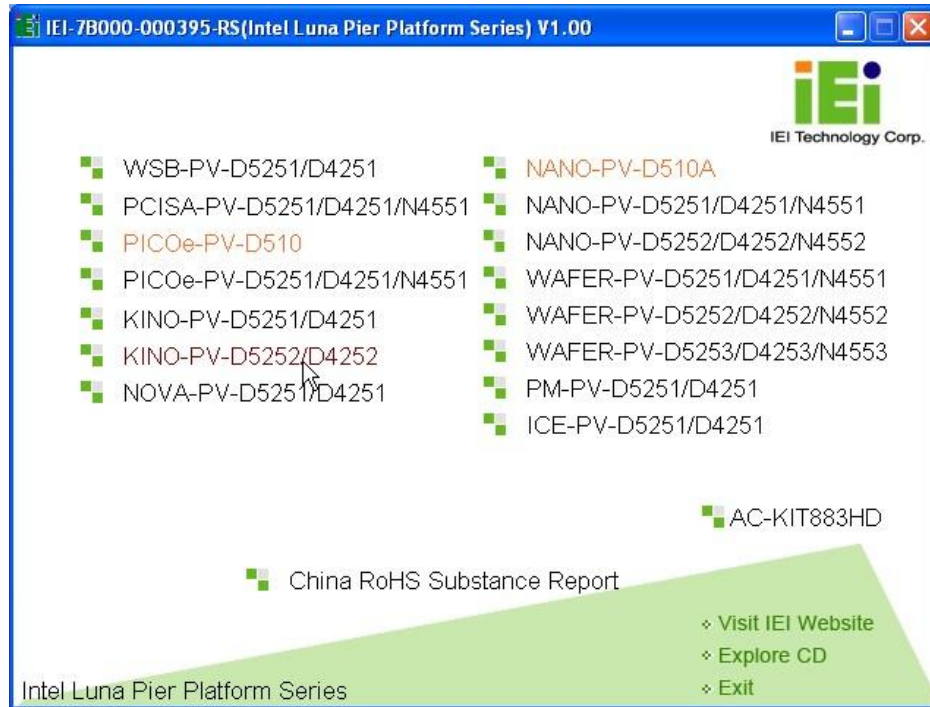 IEI-7B000-000395-RS(Intel Luna Pier Platform Series) V1.00
iEi
IEI Technology Corp.
WSB-PV-D5251/D4251
PCISA-PV-D5251/D4251/N4551
PICOe-PV-D510
PICOe-PV-D5251/D4251/N4551
KINO-PV-D5251/D4251
KINO-PV-D5252/D4252
NOVA-PV-D5251/D4251
NANO-PV-D510A
NANO-PV-D5251/D4251/N4551
NANO-PV-D5252/D4252/N4552
WAFER-PV-D5251/D4251/N4551
WAFER-PV-D5252/D4252/N4552
WAFER-PV-D5253/D4253/N4553
PM-PV-D5251/D4251
ICE-PV-D5251/D4251
AC-KIT883HD
China RoHS Substance Report
Visit IEI Website
Explore CD
Exit
Intel Luna Pier Platform Series